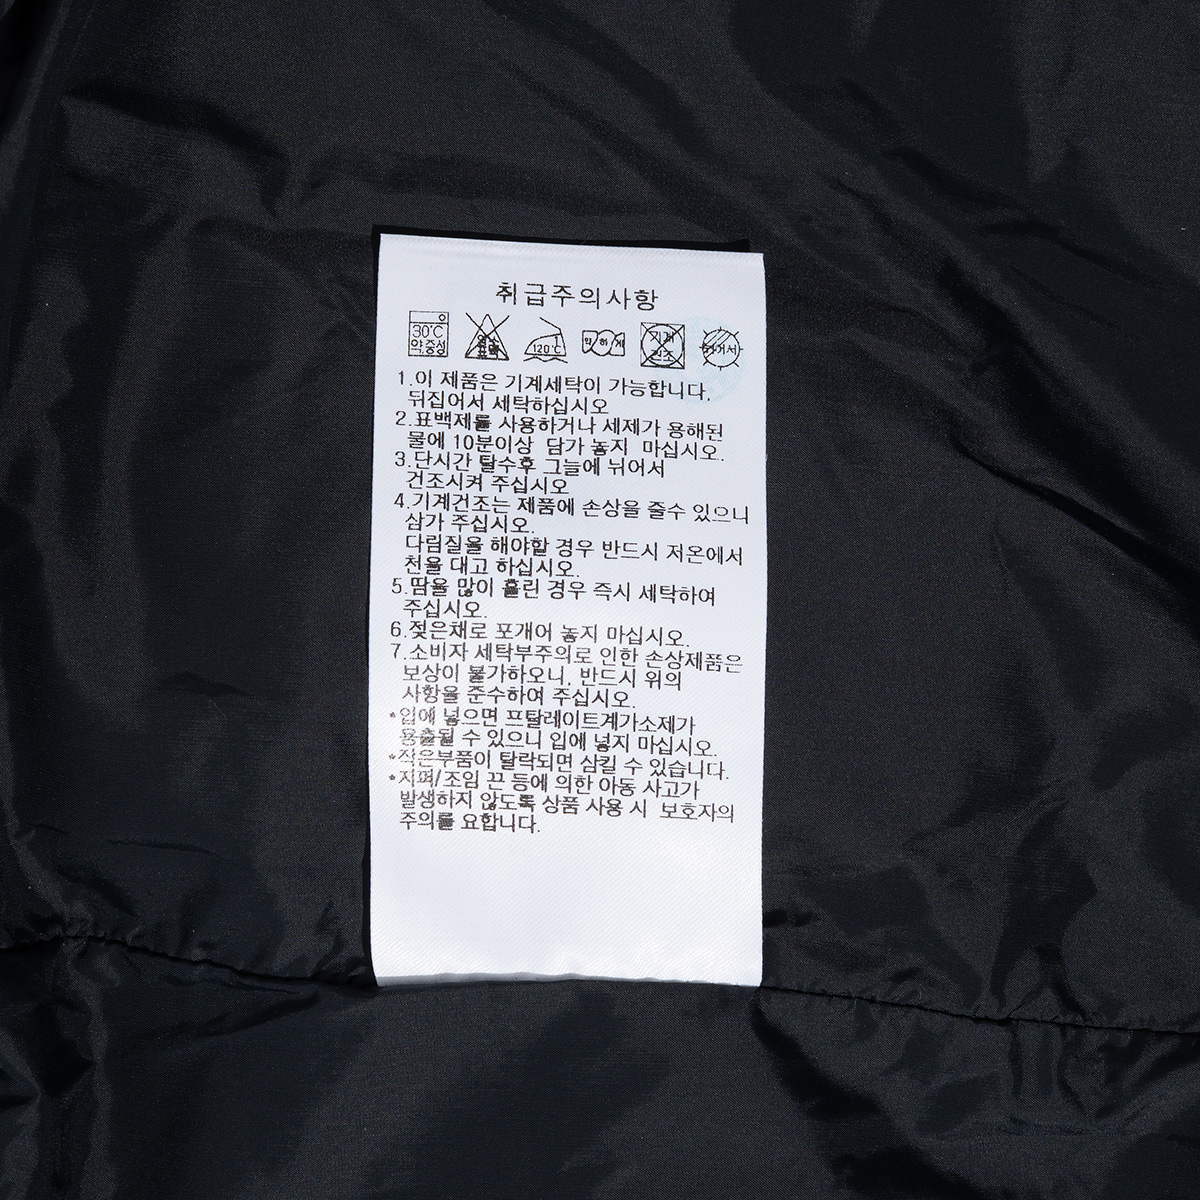 취급주의사항
30℃ 약.중성 염소 표백 120℃ 약 하 게 기계 건조 드라이
1.이 제품은 기계세탁이 가능합니다,
뒤집어서 세탁하십시오
2.표백제를 사용하거나 세제가 용해된
물에 10분이상 담가 놓지 마십시오.
3.단시간 탈수후 그늘에 뉘어서
건조시켜 주십시오
4.기계건조는 제품에 손상을 줄수 있으니
삼가 주십시오.
다림질을 해야할 경우 반드시 저온에서
천을 대고 하십시오.
5.땀을 많이 흘린 경우 즉시 세탁하여
주십시오.
6.젖은채로 포개어 놓지 마십시오.
7.소비자 세탁부주의로 인한 손상제품은
보상이 불가하오니, 반드시 위의
사항을 준수하여 주십시오.
*입에 넣으면 프탈레이트계가소제가
용출될 수 있으니 입에 넣지 마십시오.
*작은부품이 탈락되면 삼킬 수 있습니다.
*지퍼/조임 끈 등에 의한 아동 사고가
발생하지 않도록 상품 사용 시 보호자의
주의를 요합니다.